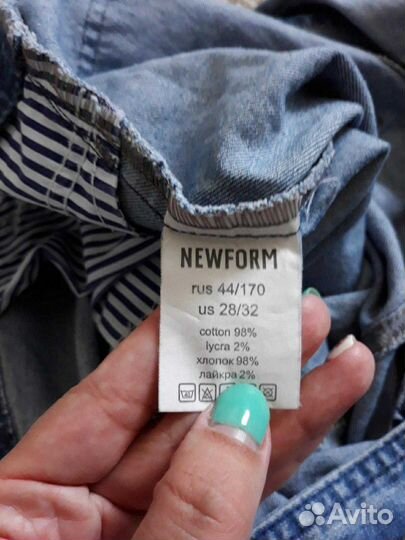 NEWFORM
rus 44/170
us 28/32
cotton 98%
lycra 2%
хлопок 98%
лайкра 2%
Avito